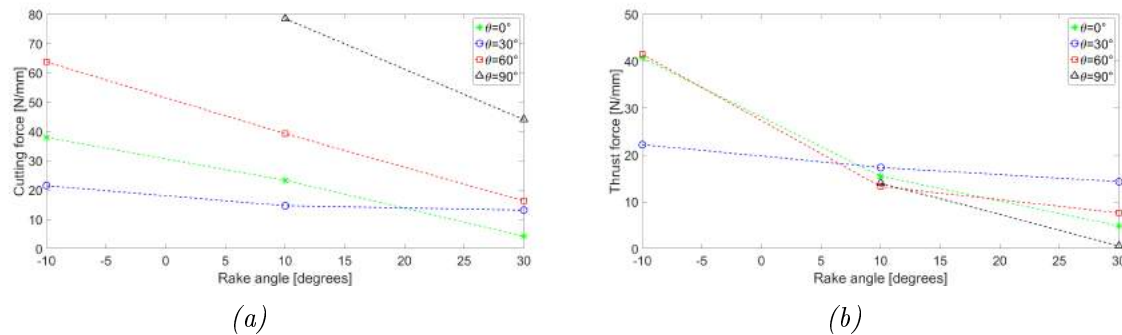 80
70
60
50
40
30
20
10
0
Cutting force [N/mm]
θ=0°
θ=30°
θ=60°
θ=90°
-10 -5 0 5 10 15 20 25 30
Rake angle [degrees]
(a)
50
40
30
20
10
0
Thrust force [N/mm]
θ=0°
θ=30°
θ=60°
θ=90°
-10 -5 0 5 10 15 20 25 30
Rake angle [degrees]
(b)